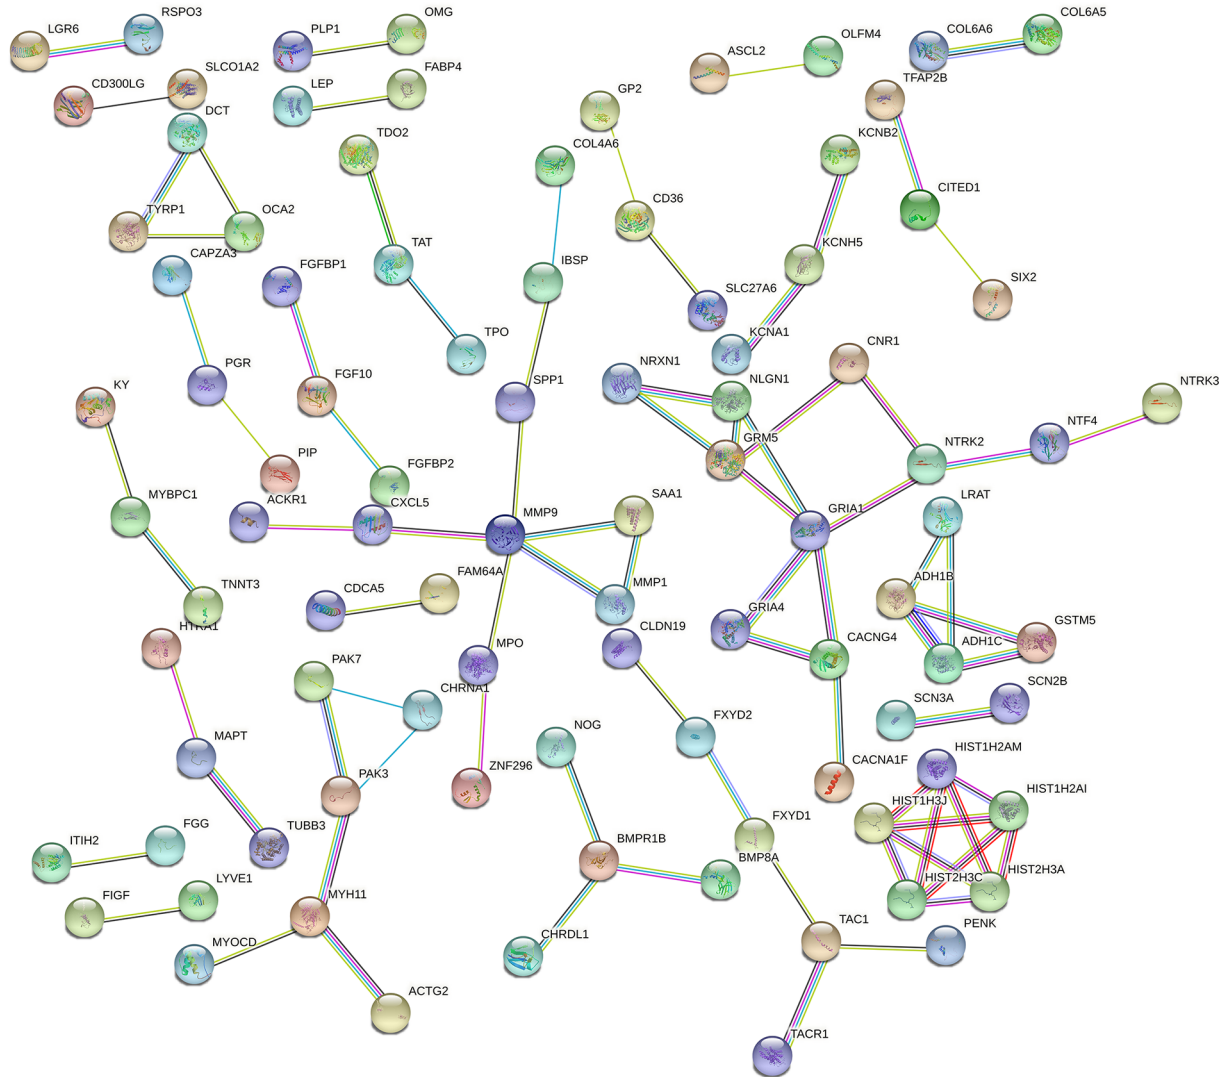 RSPO3
LGR6
OMG
PLP1
COL6A5
COL6A6
OLFM4
ASCL2
SLCO1A2
CD300LG
FABP4
LEP
TFAP2B
GP2
DCT
TDO2
COL4A6
KCNB2
CD36
CITED1
TYRP1
OCA2
TAT
IBSP
KCNH5
CAPZA3
FGFBP1
SLC27A6
SIX2
TPO
KCNA1
CNR1
PGR
FGF10
SPP1
NRXN1
NLGN1
NTRK3
KY
GRM5
NTF4
NTRK2
PIP
FGFBP2
MYBPC1
ACKR1
CXCL5
MMP9
SAA1
GRIA1
LRAT
TNNT3
CDCA5
FAM64A
MMP1
ADH1B
HTRA1
GRIA4
CACNG4
ADH1C
GSTM5
CLDN19
MPO
PAK7
CHRNA1
SCN3A
SCN2B
MAPT
PAK3
NOG
FXYD2
ZNF296
CACNA1F
HIST1H2AM
HIST1H2AI
HIST1H3J
TUBB3
FXYD1
ITIH2
FGG
BMPR1B
BMP8A
HIST2H3C
HIST2H3A
FIGF
LYVE1
MYH11
TAC1
PENK
MYOCD
CHRDL1
ACTG2
TACR1